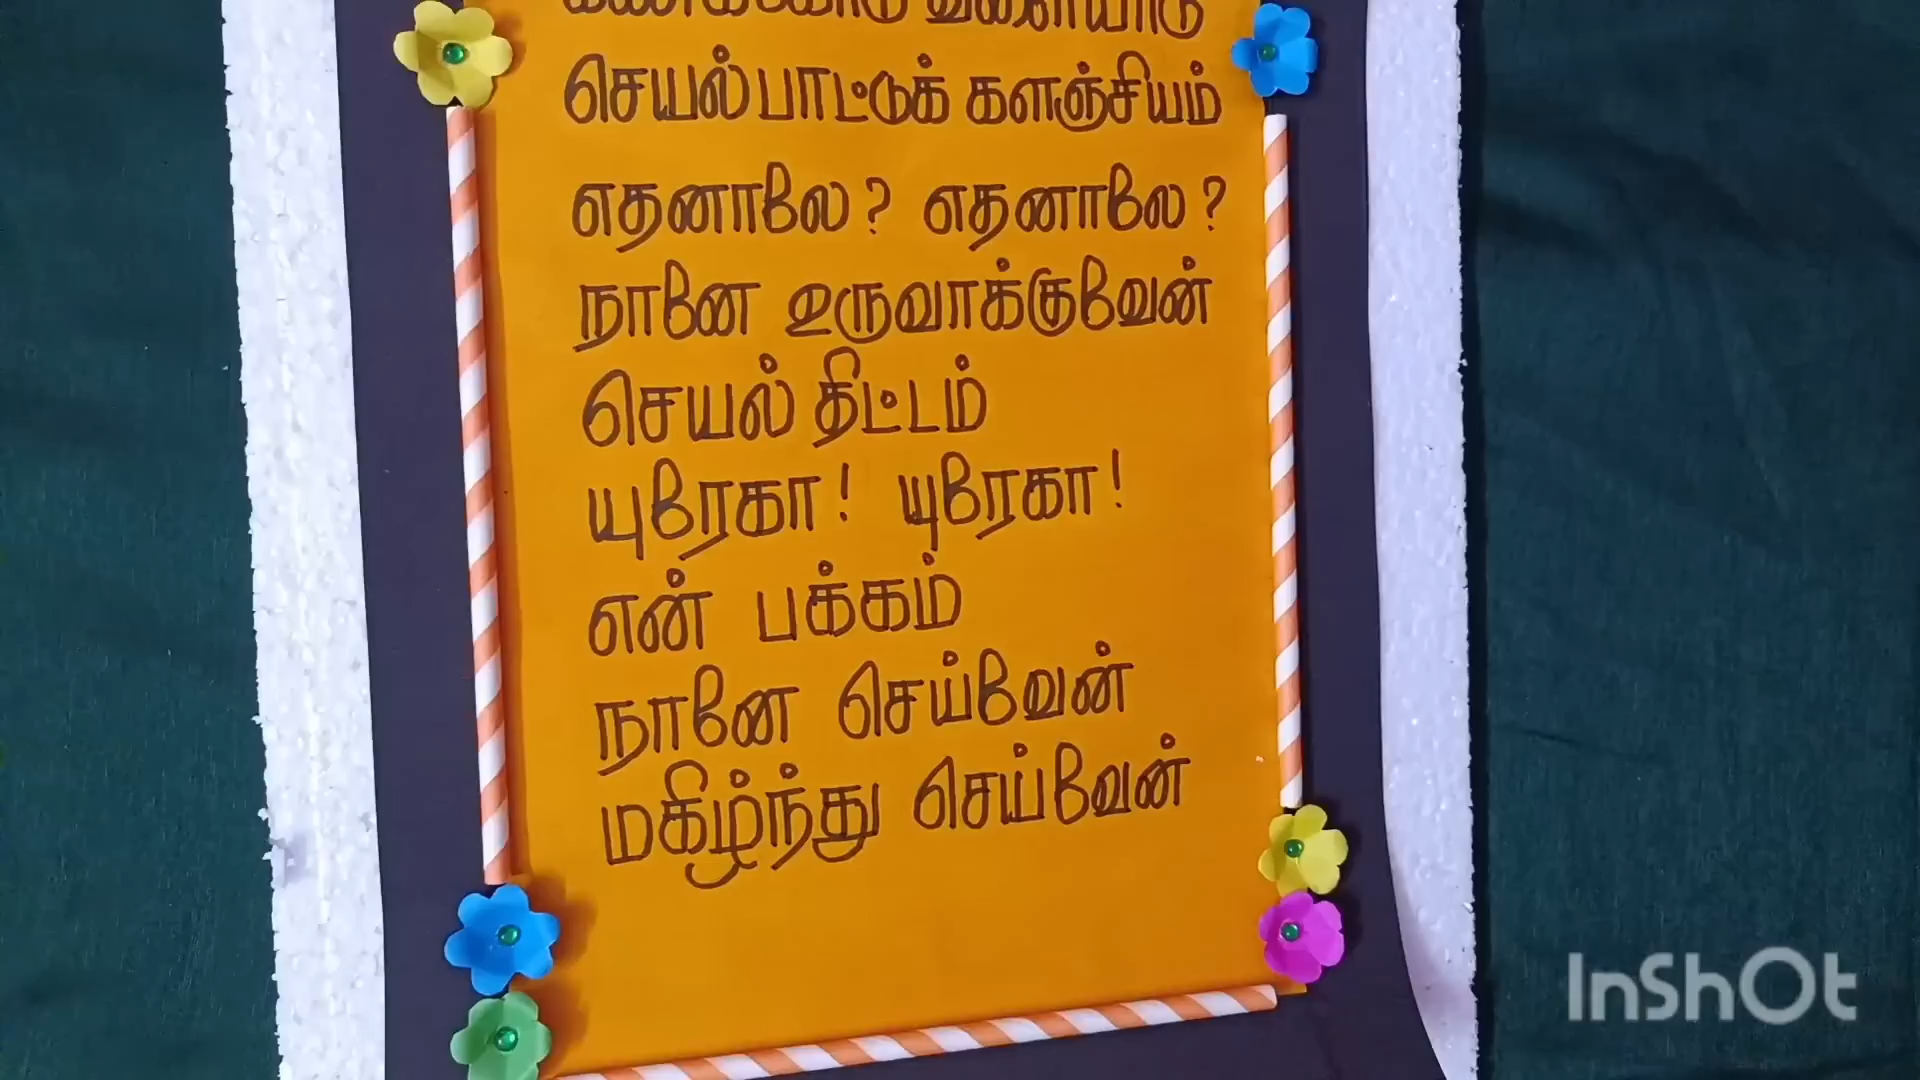 செயல்பாட்டுக் களஞ்சியம்
எதனாலே? எதனாலே?
நானே உருவாக்குவேன்
செயல் திட்டம்
யுரேகா! யுரேகா!
என் பக்கம்
நானே செய்வேன்
மகிழ்ந்து செய்வேன்
InShOt